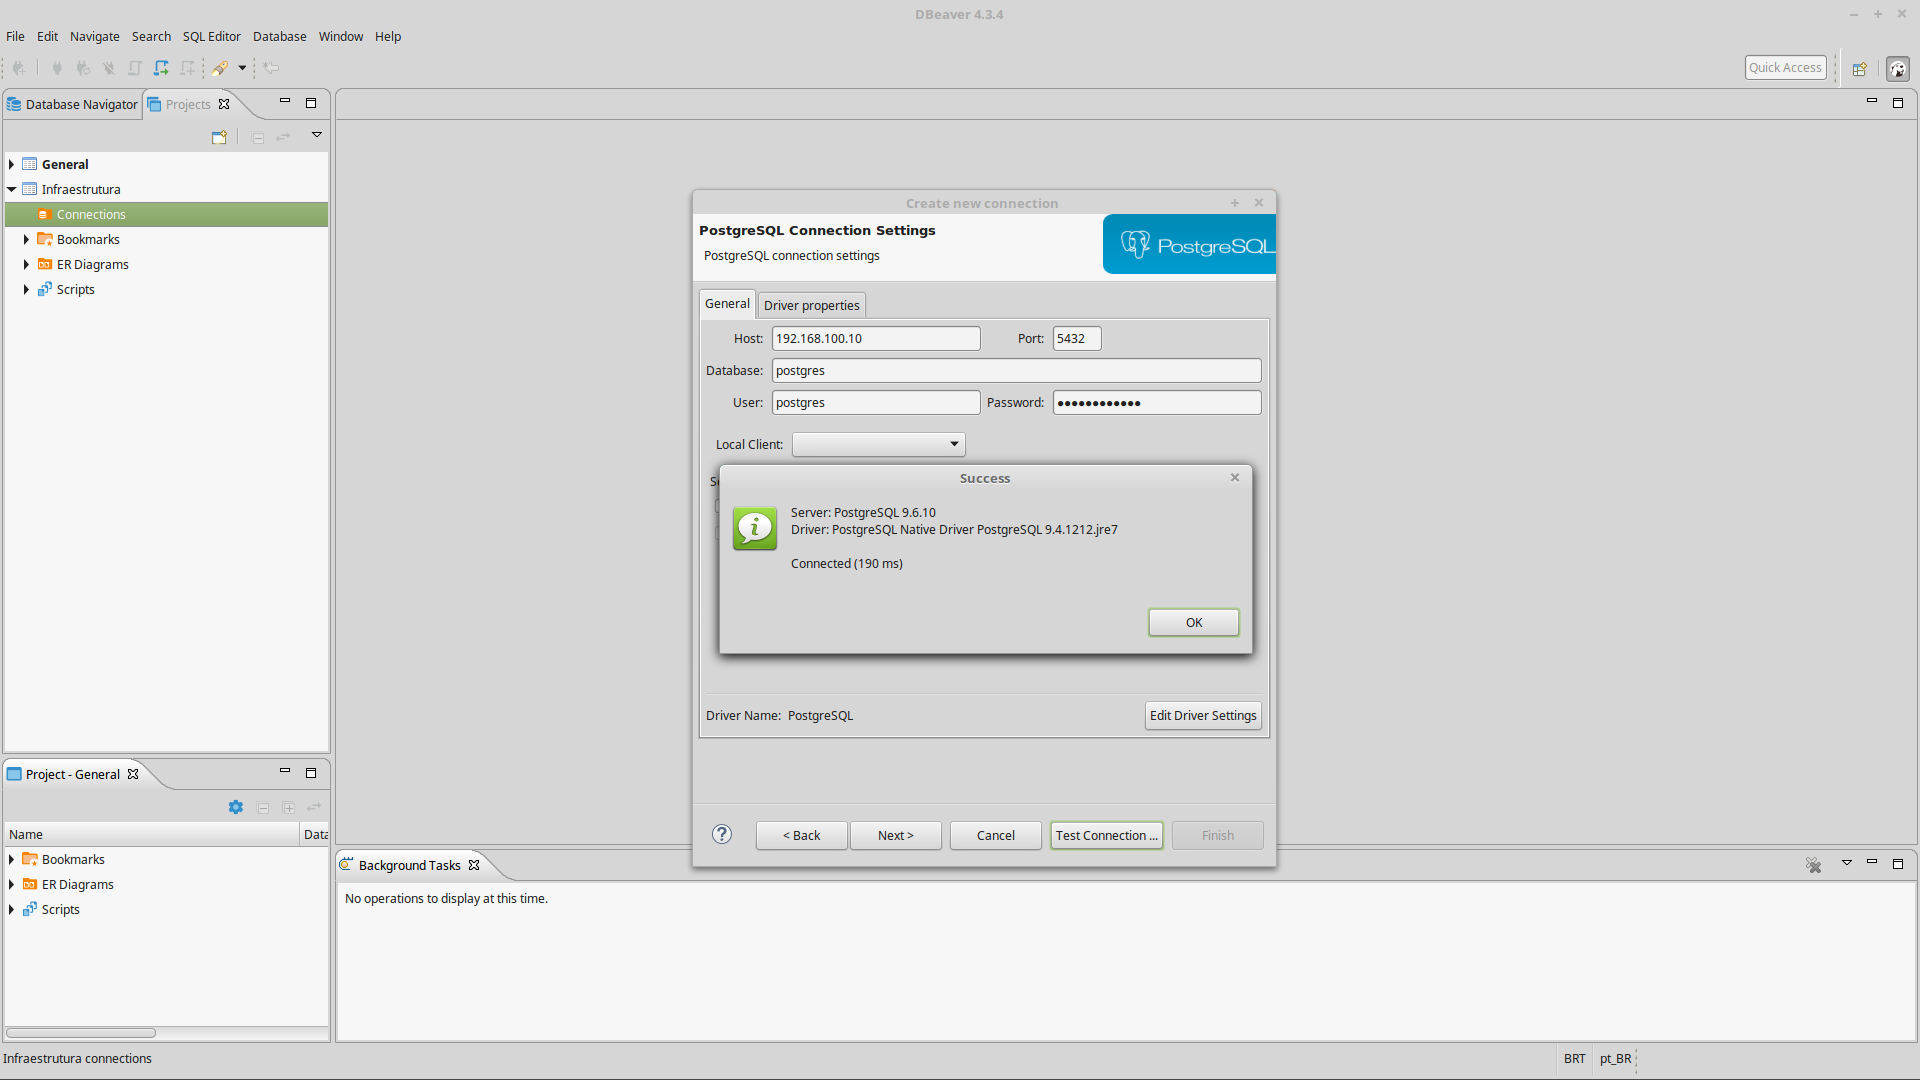 DBeaver 4.3.4
File Edit Navigate Search SQL Editor Database Window Help
Quick Access
Database Navigator Projects
General
Infraestrutura
Connections
Bookmarks
ER Diagrams
Scripts
Create new connection
PostgreSQL Connection Settings
PostgreSQL connection settings
PostgreSQL
General Driver properties
Host: 192.168.100.10 Port: 5432
Database: postgres
User: postgres Password: ●●●●●●●●●●●●
Local Client:
Success
Server: PostgreSQL 9.6.10
Driver: PostgreSQL Native Driver PostgreSQL 9.4.1212.jre7
Connected (190 ms)
OK
Driver Name: PostgreSQL Edit Driver Settings
< Back Next > Cancel Test Connection ... Finish
Project - General
Name Data
Bookmarks
ER Diagrams
Scripts
Background Tasks
No operations to display at this time.
Infraestrutura connections BRT pt_BR